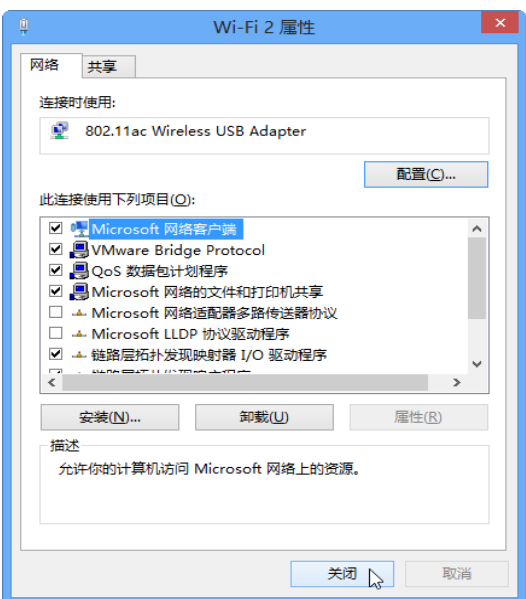 Wi-Fi 2 属性
网络 共享
连接时使用:
802.11ac Wireless USB Adapter
配置(C)...
此连接使用下列项目(O):
Microsoft 网络客户端
VMware Bridge Protocol
QoS 数据包计划程序
Microsoft 网络的文件和打印机共享
Microsoft 网络适配器多路传送器协议
Microsoft LLDP 协议驱动程序
链路层拓扑发现映射器 I/O 驱动程序
安装(N)... 卸载(U) 属性(R)
描述
允许你的计算机访问 Microsoft 网络上的资源。
关闭 取消